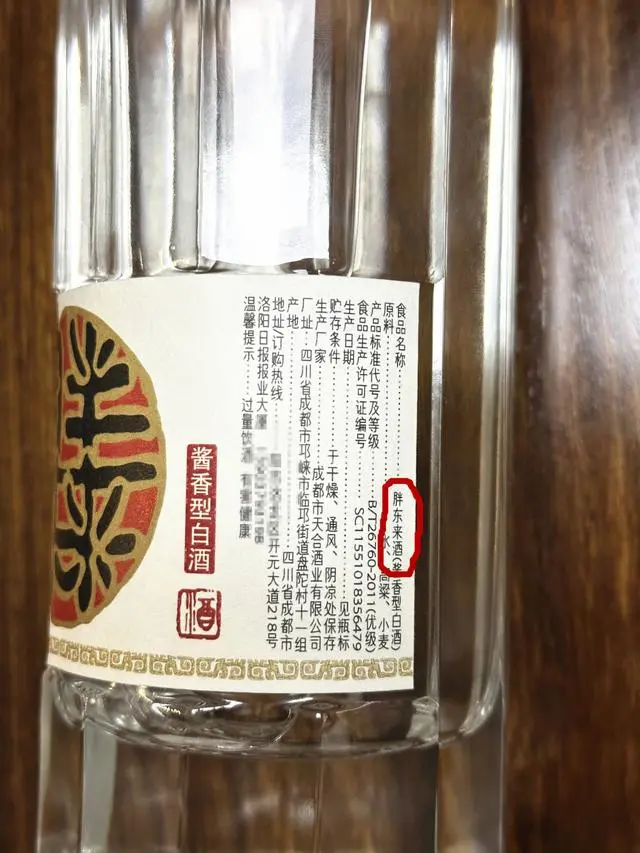 食品名称……胖东来酒(酱香型白酒)
原料……水、高粱、小麦
产品标准代号及等级……B/T26760-2011(优级)
食品生产许可证编号……SC11551018356479
生产日期……见瓶标
贮存条件……于干燥、通风、阴凉处保存
生产厂家……成都市天合酒业有限公司
厂址……四川省成都市邛崃市临邛街道盘陀村十一组
产地……四川省成都市
地址/订购热线……开元大道218号
洛阳日报报业大厦
温馨提示……过量饮酒 有害健康
酱香型白酒
酒